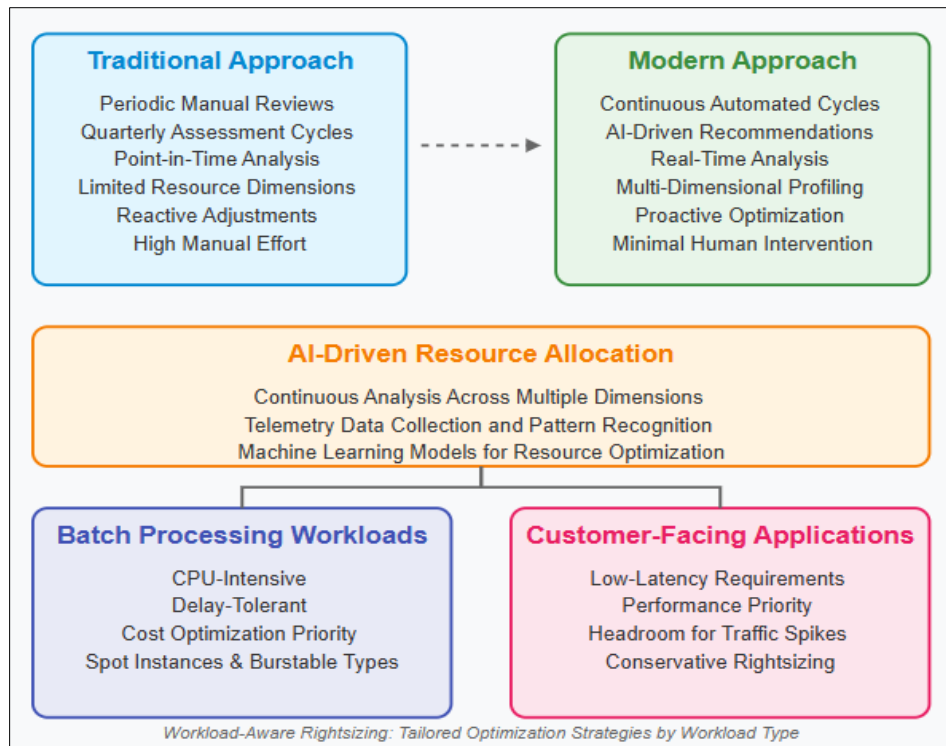 Traditional Approach
Periodic Manual Reviews
Quarterly Assessment Cycles
Point-in-Time Analysis
Limited Resource Dimensions
Reactive Adjustments
High Manual Effort
Modern Approach
Continuous Automated Cycles
AI-Driven Recommendations
Real-Time Analysis
Multi-Dimensional Profiling
Proactive Optimization
Minimal Human Intervention
AI-Driven Resource Allocation
Continuous Analysis Across Multiple Dimensions
Telemetry Data Collection and Pattern Recognition
Machine Learning Models for Resource Optimization
Batch Processing Workloads
CPU-Intensive
Delay-Tolerant
Cost Optimization Priority
Spot Instances & Burstable Types
Customer-Facing Applications
Low-Latency Requirements
Performance Priority
Headroom for Traffic Spikes
Conservative Rightsizing
Workload-Aware Rightsizing: Tailored Optimization Strategies by Workload Type